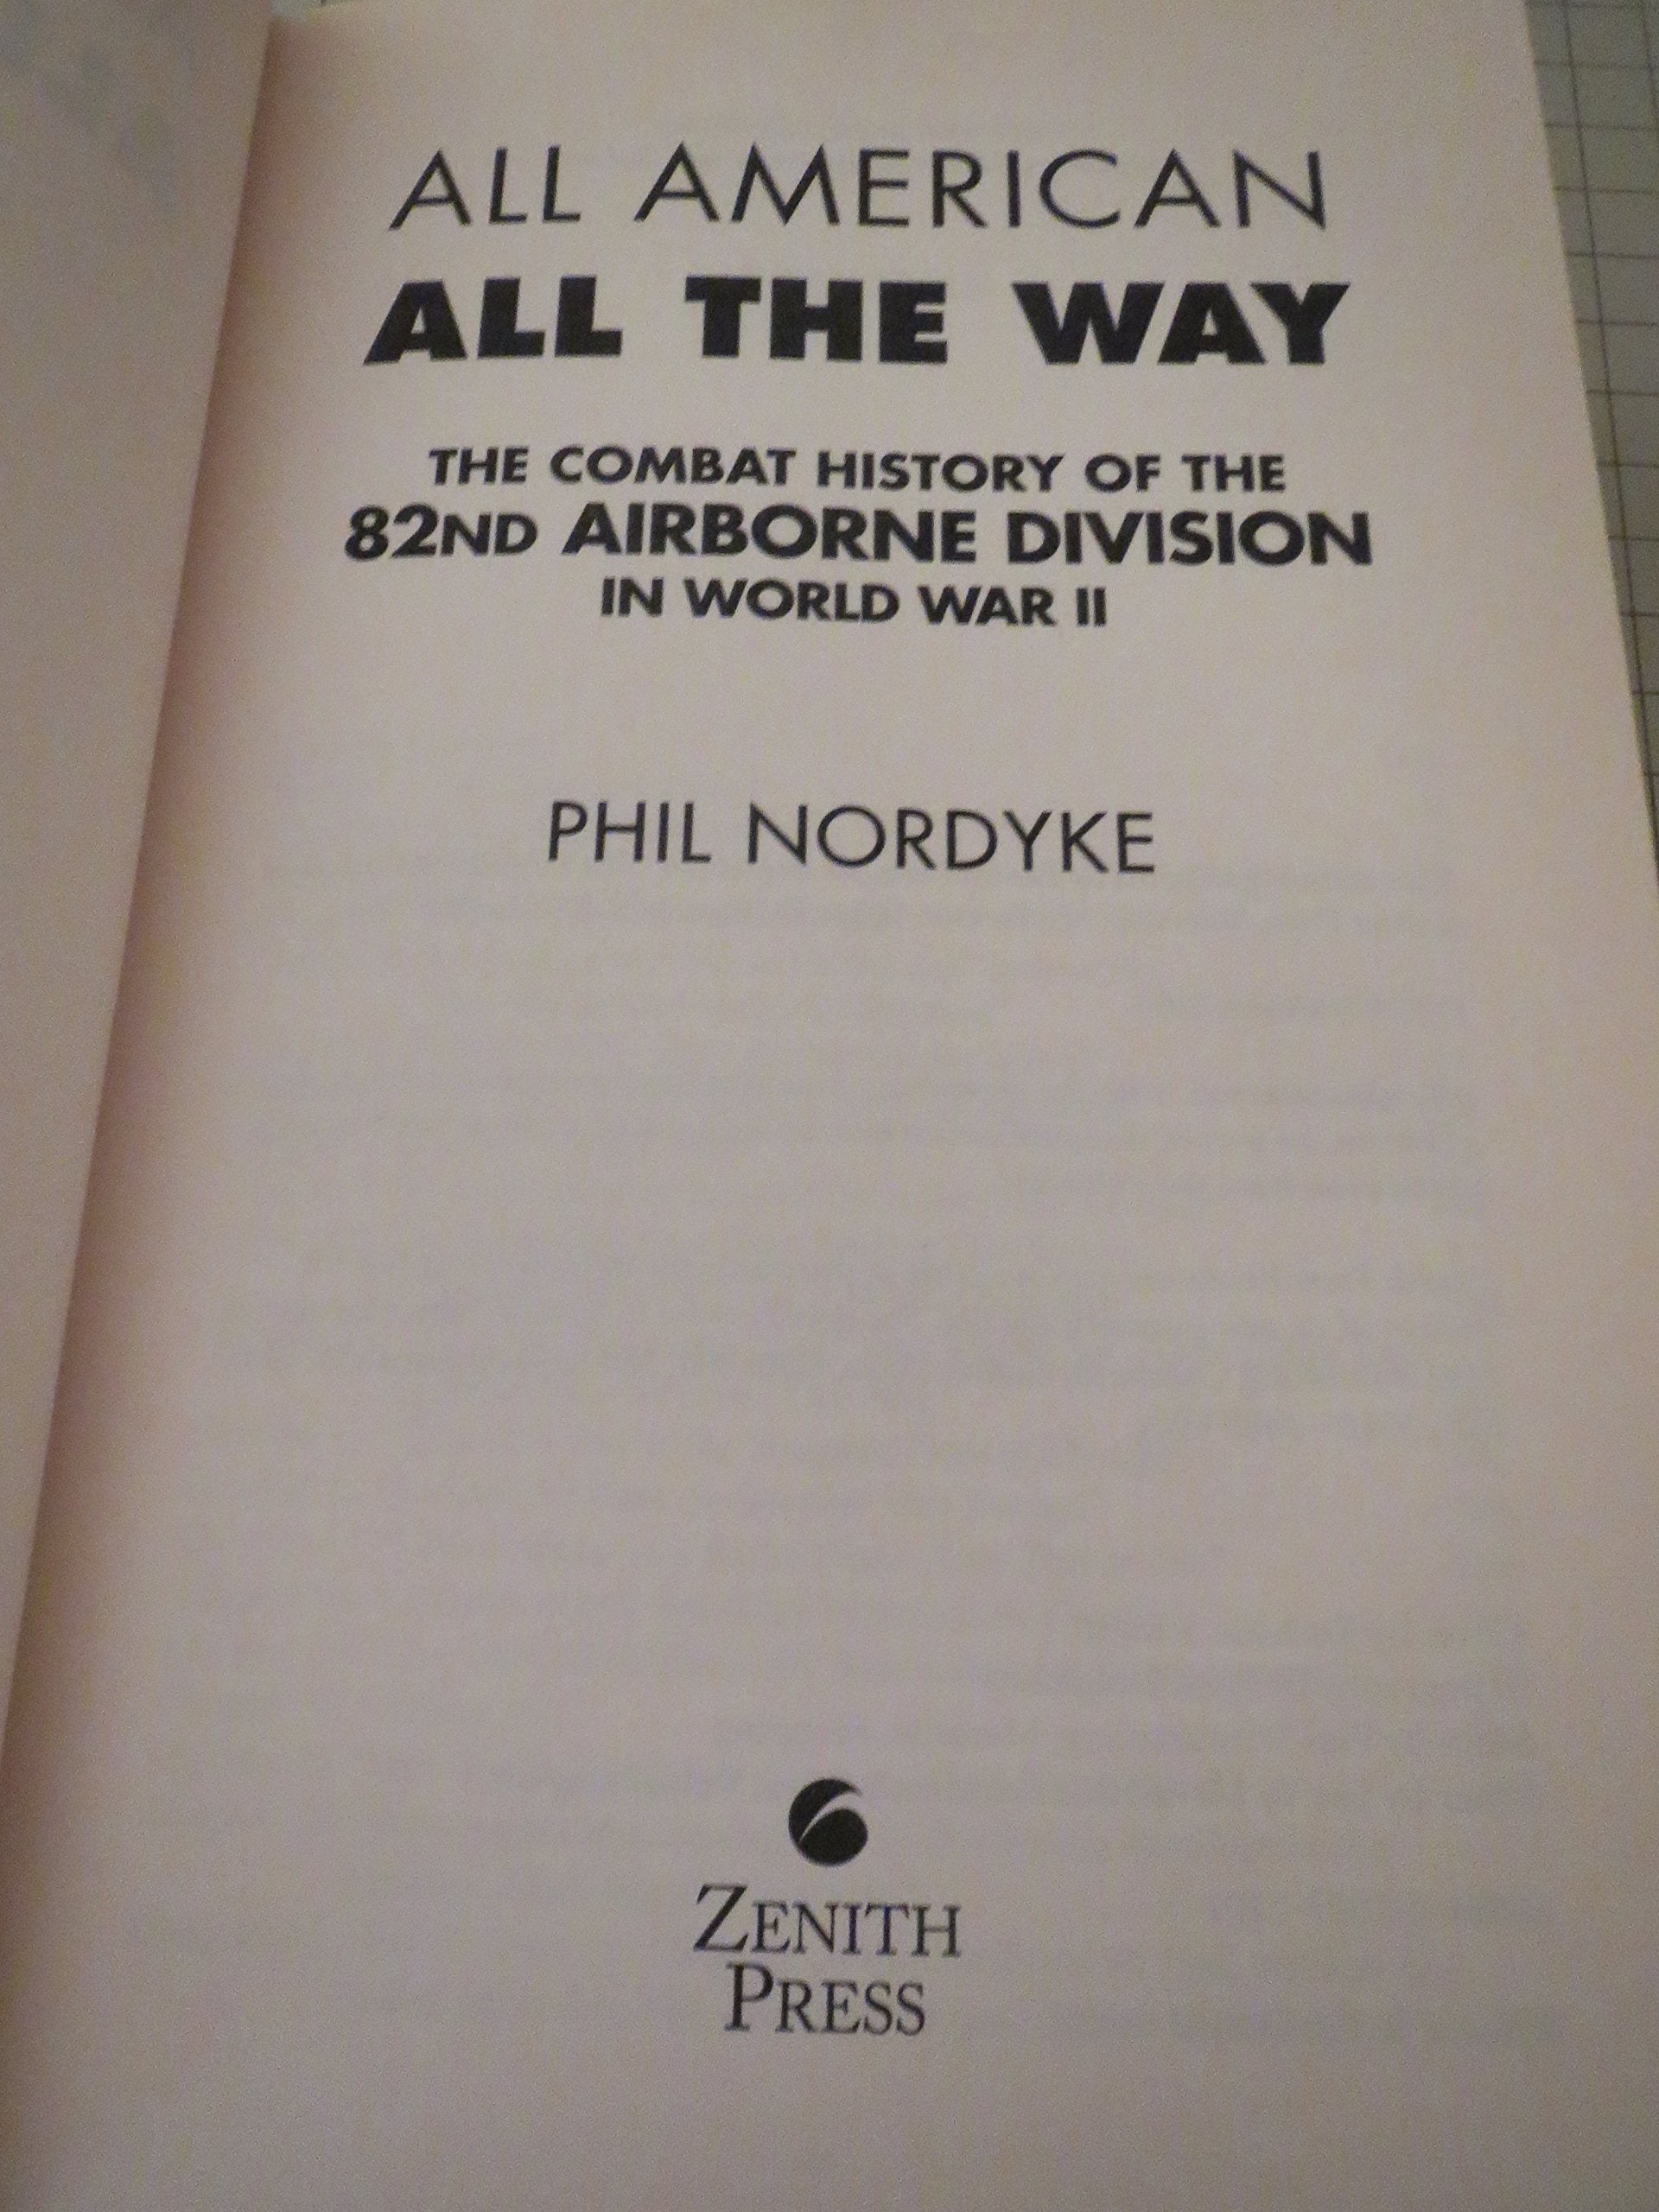 ALL AMERICAN
ALL THE WAY
THE COMBAT HISTORY OF THE
82ND AIRBORNE DIVISION
IN WORLD WAR II
PHIL NORDYKE
ZENITH
PRESS